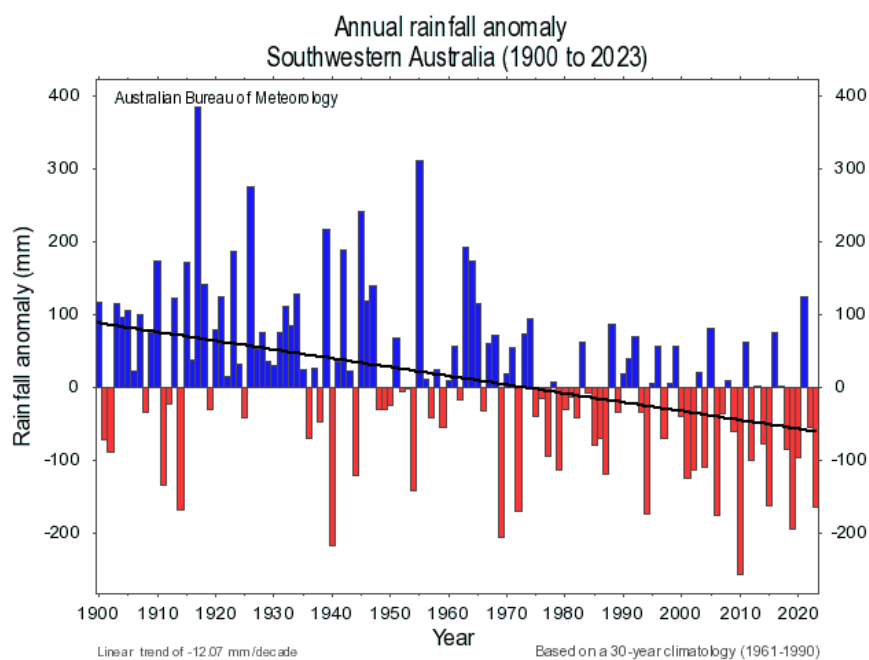 Annual rainfall anomaly
Southwestern Australia (1900 to 2023)
Australian Bureau of Meteorology
400
300
200
100
0
-100
-200
Rainfall anomaly (mm)
400
300
200
100
0
-100
-200
1900 1910 1920 1930 1940 1950 1960 1970 1980 1990 2000 2010 2020
Year
Linear trend of -12.07 mm/decade
Based on a 30-year climatology (1961-1990)